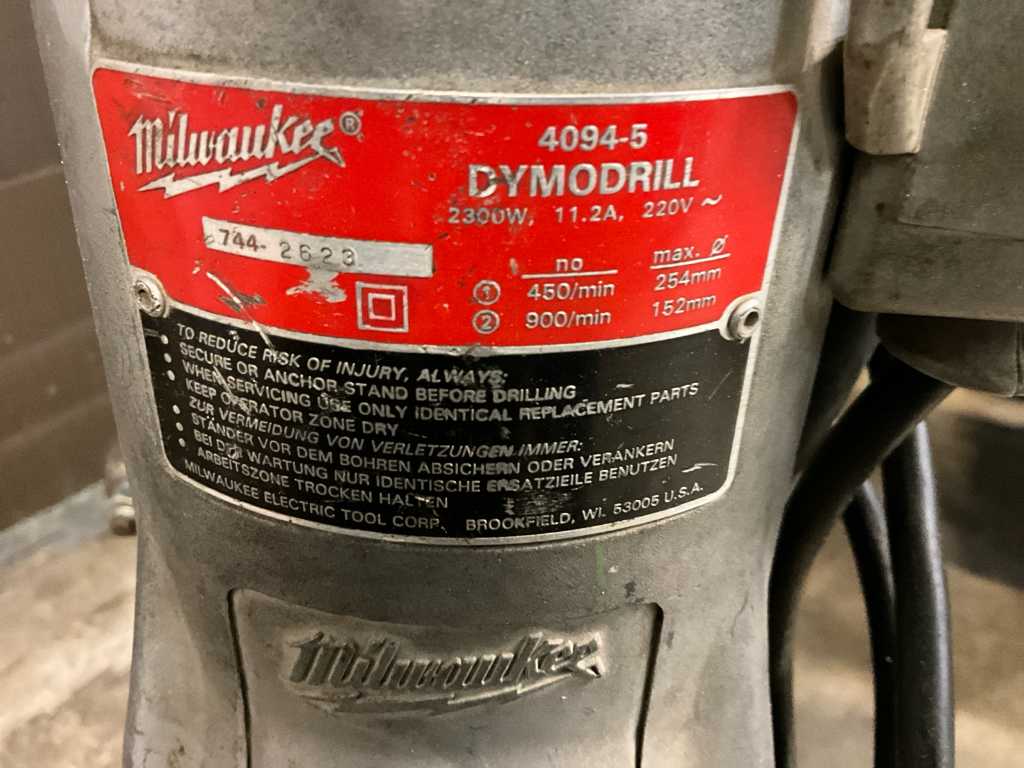 Milwaukee®
4094-5
DYMODRILL
2300W, 11.2A, 220V ~
744- 2623
no max. Ø
① 450/min 254mm
② 900/min 152mm
• TO REDUCE RISK OF INJURY, ALWAYS:
• SECURE OR ANCHOR STAND BEFORE DRILLING
• WHEN SERVICING USE ONLY IDENTICAL REPLACEMENT PARTS
KEEP OPERATOR ZONE DRY
ZUR VERMEIDUNG VON VERLETZUNGEN IMMER:
• STÄNDER VOR DEM BOHREN ABSICHERN ODER VERANKERN
• BEI DER WARTUNG NUR IDENTISCHE ERSATZIELE BENUTZEN
• ARBEITSZONE TROCKEN HALTEN
MILWAUKEE ELECTRIC TOOL CORP. BROOKFIELD, WI. 53005 U.S.A.
Milwaukee